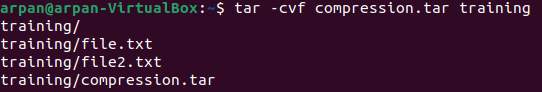 arpan@arpan-VirtualBox:~$ tar -cvf compression.tar training
training/
training/file.txt
training/file2.txt
training/compression.tar